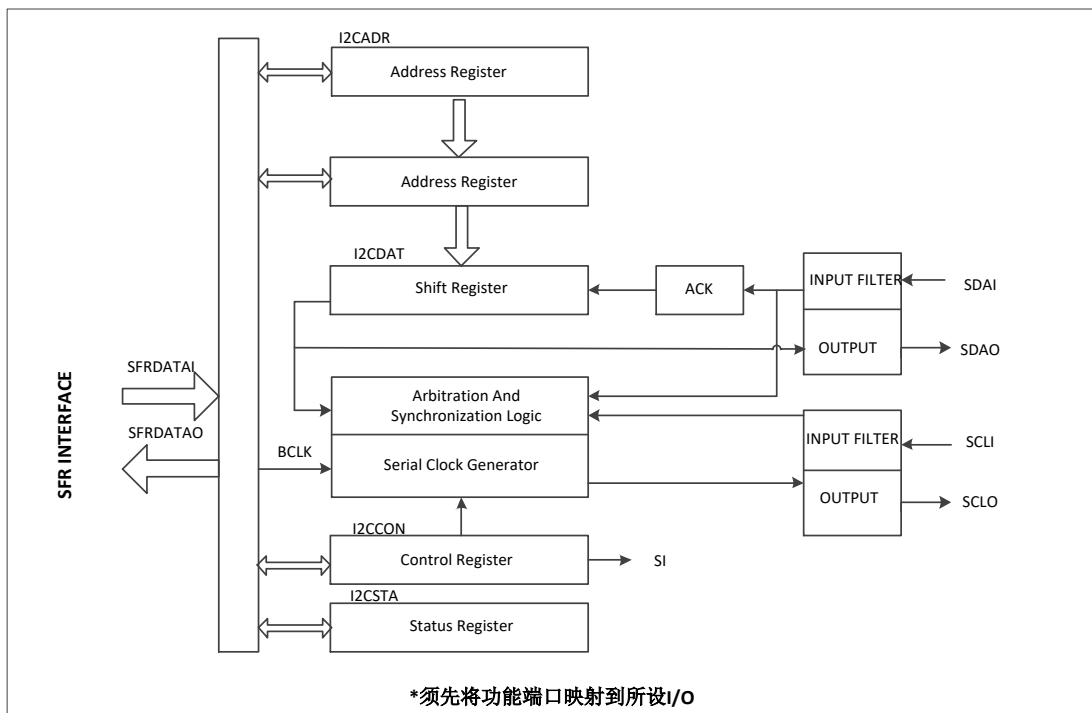 I2CADR
Address Register
Address Register
I2CDAT
Shift Register
ACK
INPUT FILTER
SDAI
OUTPUT
SDAO
SFRDATAI
SFRDATAO
SFR INTERFACE
BCLK
Arbitration And
Synchronization Logic
Serial Clock Generator
INPUT FILTER
SCLI
OUTPUT
SCLO
I2CCON
Control Register
SI
I2CSTA
Status Register
*须先将功能端口映射到所设I/O